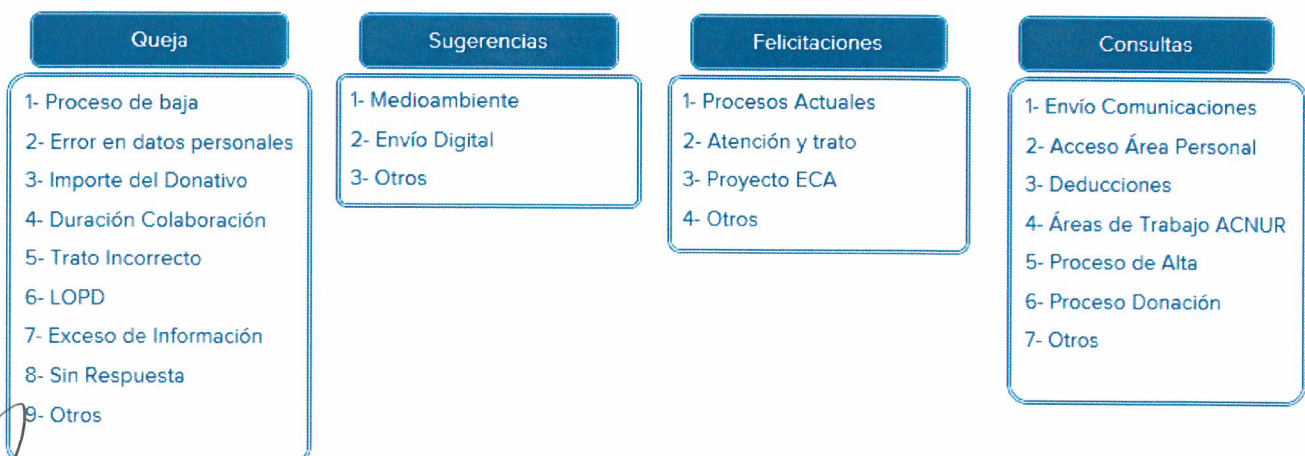 Queja
1- Proceso de baja
2- Error en datos personales
3- Importe del Donativo
4- Duración Colaboración
5- Trato Incorrecto
6- LOPD
7- Exceso de Información
8- Sin Respuesta
9- Otros
Sugerencias
1- Medioambiente
2- Envío Digital
3- Otros
Felicitaciones
1- Procesos Actuales
2- Atención y trato
3- Proyecto ECA
4- Otros
Consultas
1- Envío Comunicaciones
2- Acceso Área Personal
3- Deducciones
4- Áreas de Trabajo ACNUR
5- Proceso de Alta
6- Proceso Donación
7- Otros